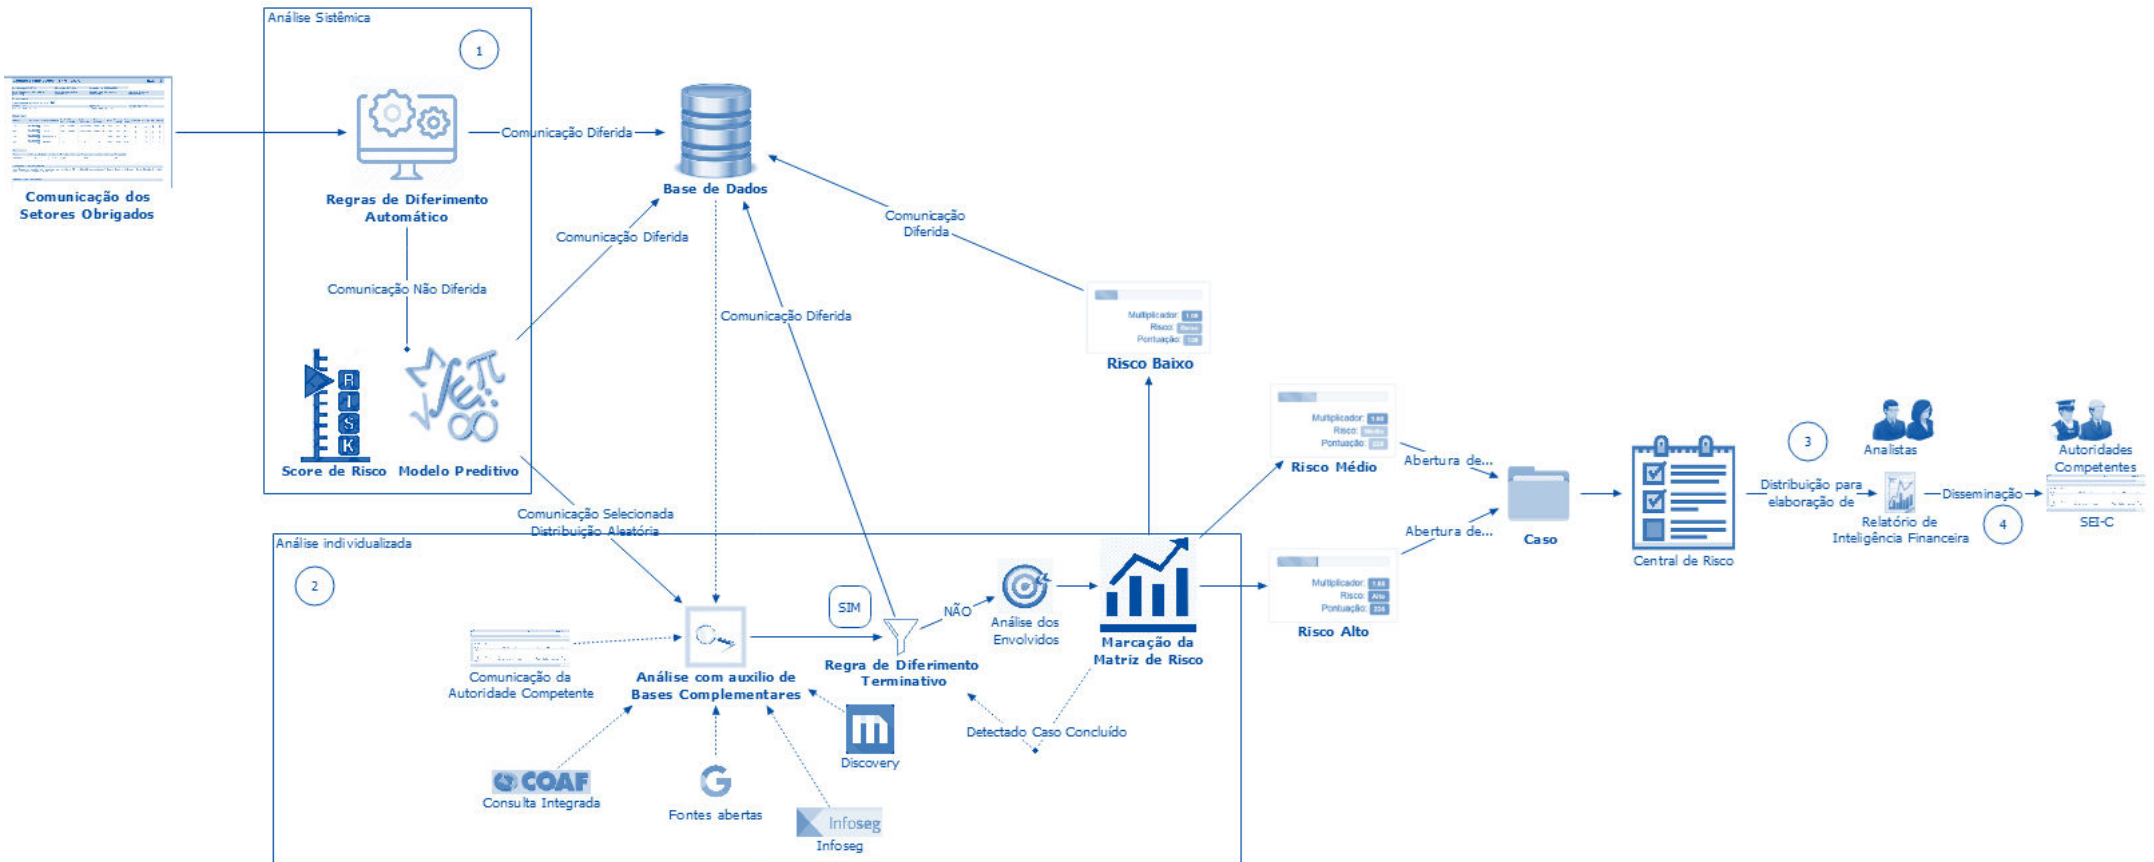 Análise Sistêmica
1
Comunicação dos
Setores Obrigados
Regras de Diferimento
Automático
Comunicação Diferida
Base de Dados
Comunicação Não Diferida
Comunicação Diferida
R
I
S
K
Score de Risco
Modelo Preditivo
Comunicação Diferida
Comunicação
Diferida
Multiplicador:
Risco:
Pontuação:
Risco Baixo
Comunicação Selecionada
Distribuição Aleatória
Análise individualizada
2
Comunicação da
Autoridade Competente
Análise com auxilio de
Bases Complementares
COAF
Consulta Integrada
G
Fontes abertas
Infoseg
Infoseg
Discovery
SIM
Regra de Diferimento
Terminativo
NÃO
Análise dos
Envolvidos
Marcação da
Matriz de Risco
Detectado Caso Concluído
Multiplicador:
Risco:
Pontuação:
Risco Médio
Multiplicador:
Risco: Alto
Pontuação:
Risco Alto
Abertura de...
Abertura de...
Caso
Central de Risco
3
Distribuição para
elaboração de
Analistas
Relatório de
Inteligência Financeira
Disseminação
4
Autoridades
Competentes
SEI-C